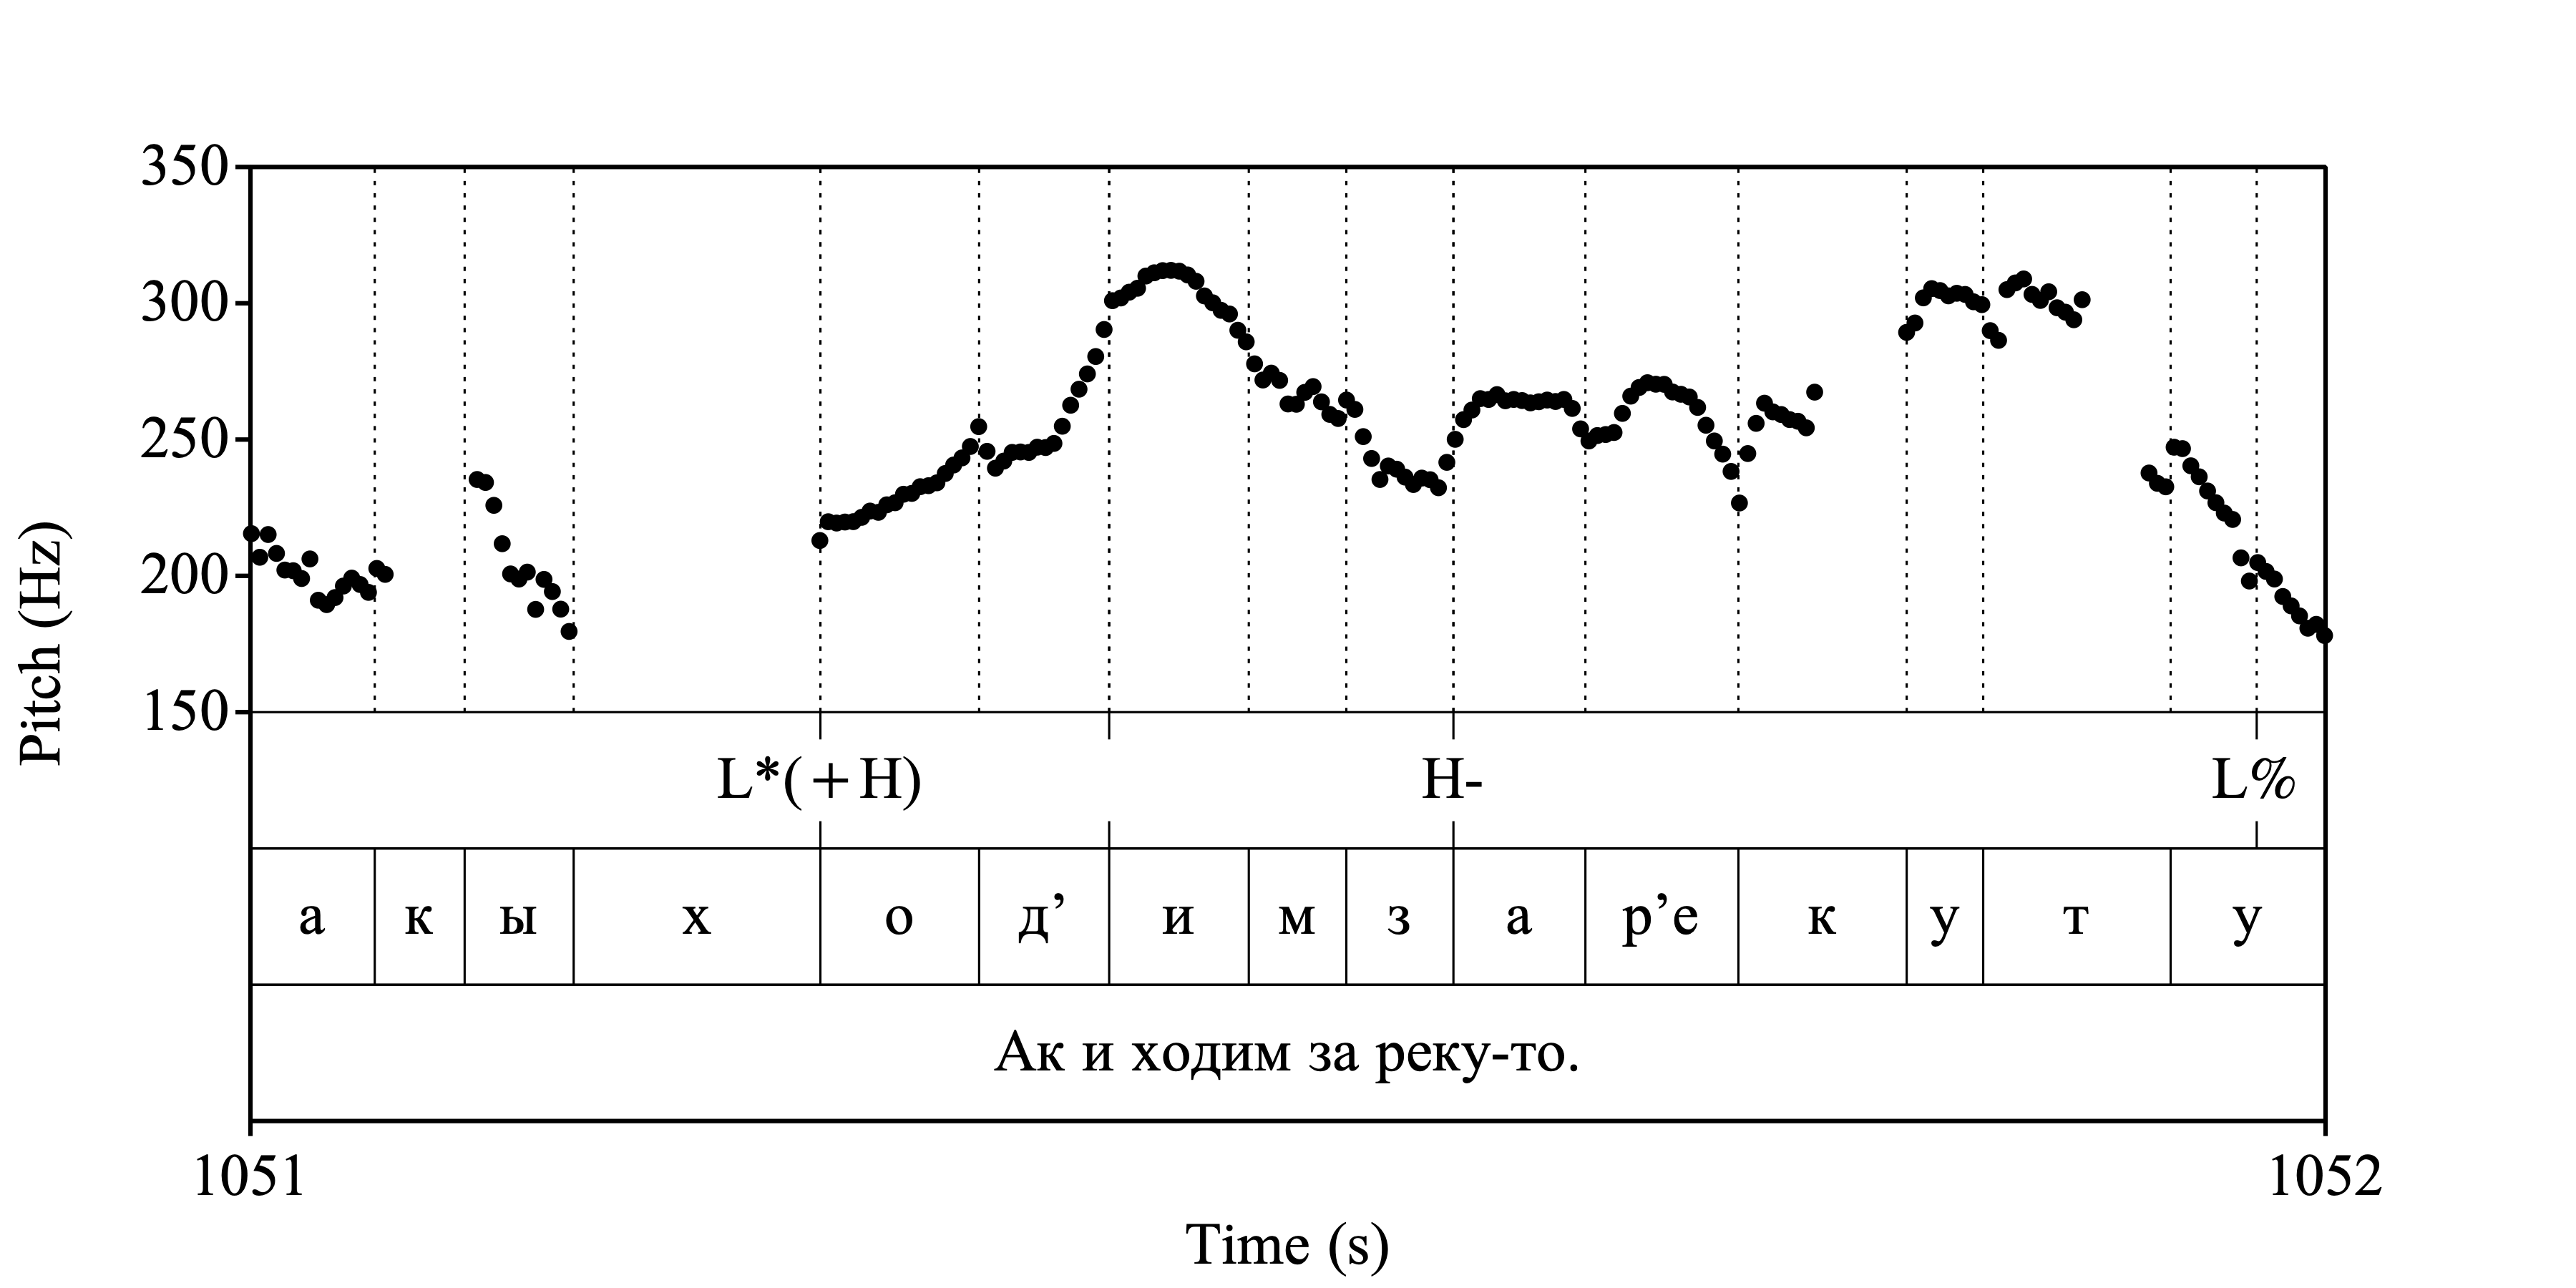 350
300
250
200
150
Pitch (Hz)
L*(+H) H- L%
а к ы х о д’ и м з а р’е к у т у
Ак и ходим за реку-то.
1051 1052
Time (s)